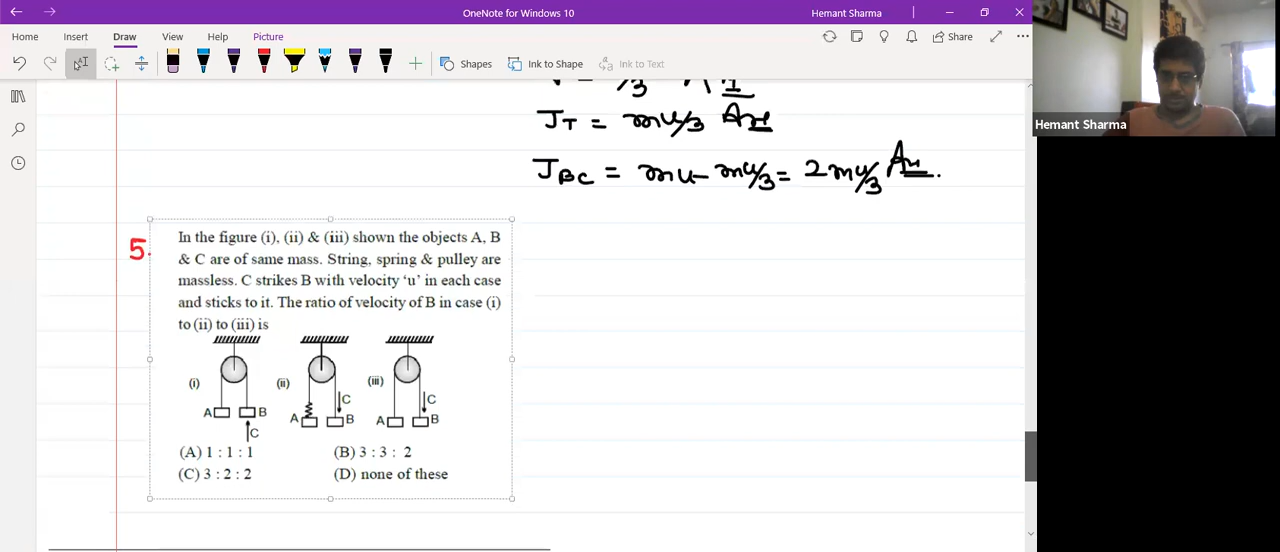 OneNote for Windows 10
Hemant Sharma
Home Insert Draw View Help Picture
Share
Shapes Ink to Shape Ink to Text
J_T = mu/3 Ans
J_BC = mu - mu/3 = 2mu/3 Ans.
5.
In the figure (i), (ii) & (iii) shown the objects A, B
& C are of same mass. String, spring & pulley are
massless. C strikes B with velocity ‘u’ in each case
and sticks to it. The ratio of velocity of B in case (i)
to (ii) to (iii) is
(i) A B C
(ii) A B C
(iii) A B C
(A) 1 : 1 : 1 (B) 3 : 3 : 2
(C) 3 : 2 : 2 (D) none of these
Hemant Sharma